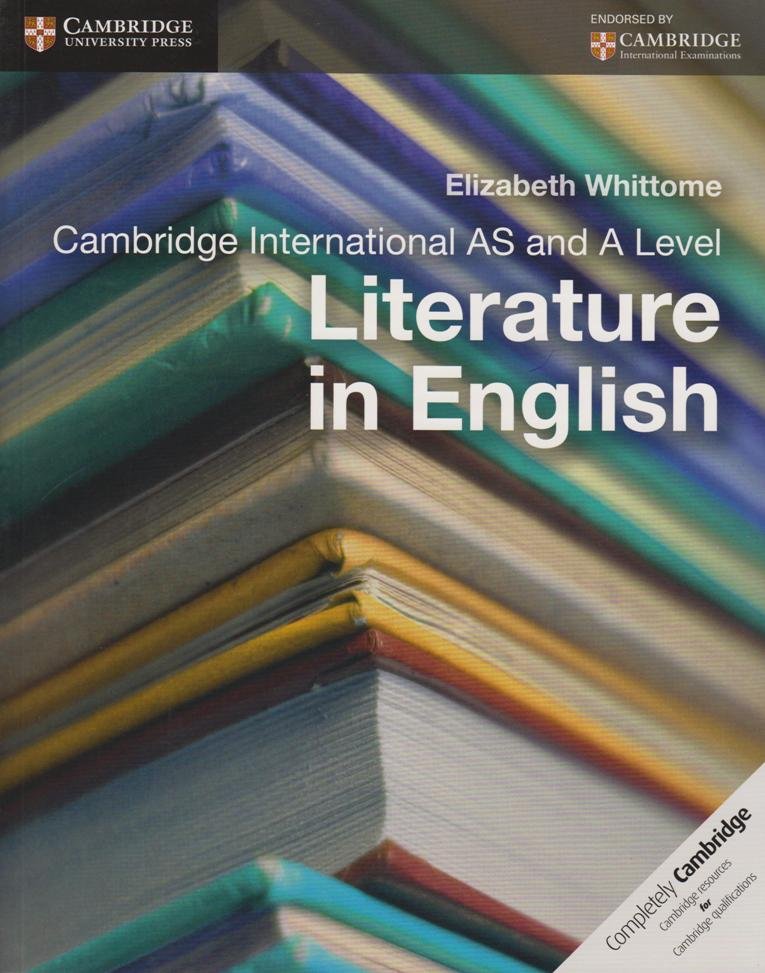 CAMBRIDGE
UNIVERSITY PRESS
ENDORSED BY
CAMBRIDGE
International Examinations
Elizabeth Whittome
Cambridge International AS and A Level
Literature
in English
Completely Cambridge
Cambridge resources
for
Cambridge qualifications